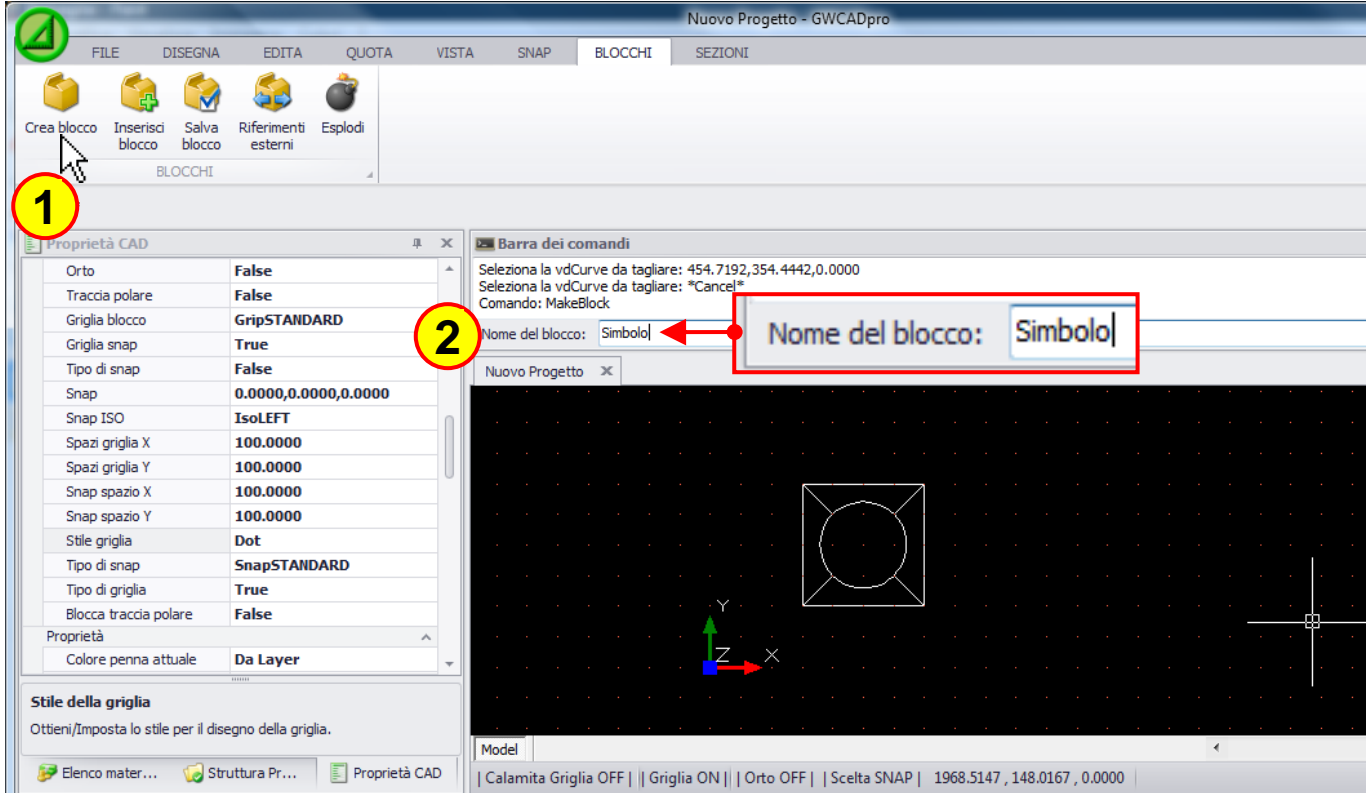 Nuovo Progetto - GWCADpro
FILE DISEGNA EDITA QUOTA VISTA SNAP BLOCCHI SEZIONI
Crea blocco
Inserisci blocco
Salva blocco
Riferimenti esterni
Esplodi
BLOCCHI
1
Proprietà CAD
Orto False
Traccia polare False
Griglia blocco GripSTANDARD
Griglia snap True
Tipo di snap False
Snap 0.0000,0.0000,0.0000
Snap ISO IsoLEFT
Spazi griglia X 100.0000
Spazi griglia Y 100.0000
Snap spazio X 100.0000
Snap spazio Y 100.0000
Stile griglia Dot
Tipo di snap SnapSTANDARD
Tipo di griglia True
Blocca traccia polare False
Proprietà
Colore penna attuale Da Layer
Stile della griglia
Ottieni/Imposta lo stile per il disegno della griglia.
Elenco mater... Struttura Pr... Proprietà CAD
Barra dei comandi
Seleziona la vdCurve da tagliare: 454.7192,354.4442,0.0000
Seleziona la vdCurve da tagliare: *Cancel*
Comando: MakeBlock
2
Nome del blocco: Simbolo
Nome del blocco: Simbolo
Nuovo Progetto
Y
Z X
Model
| Calamita Griglia OFF | | Griglia ON | | Orto OFF | | Scelta SNAP | 1968.5147 , 148.0167 , 0.0000